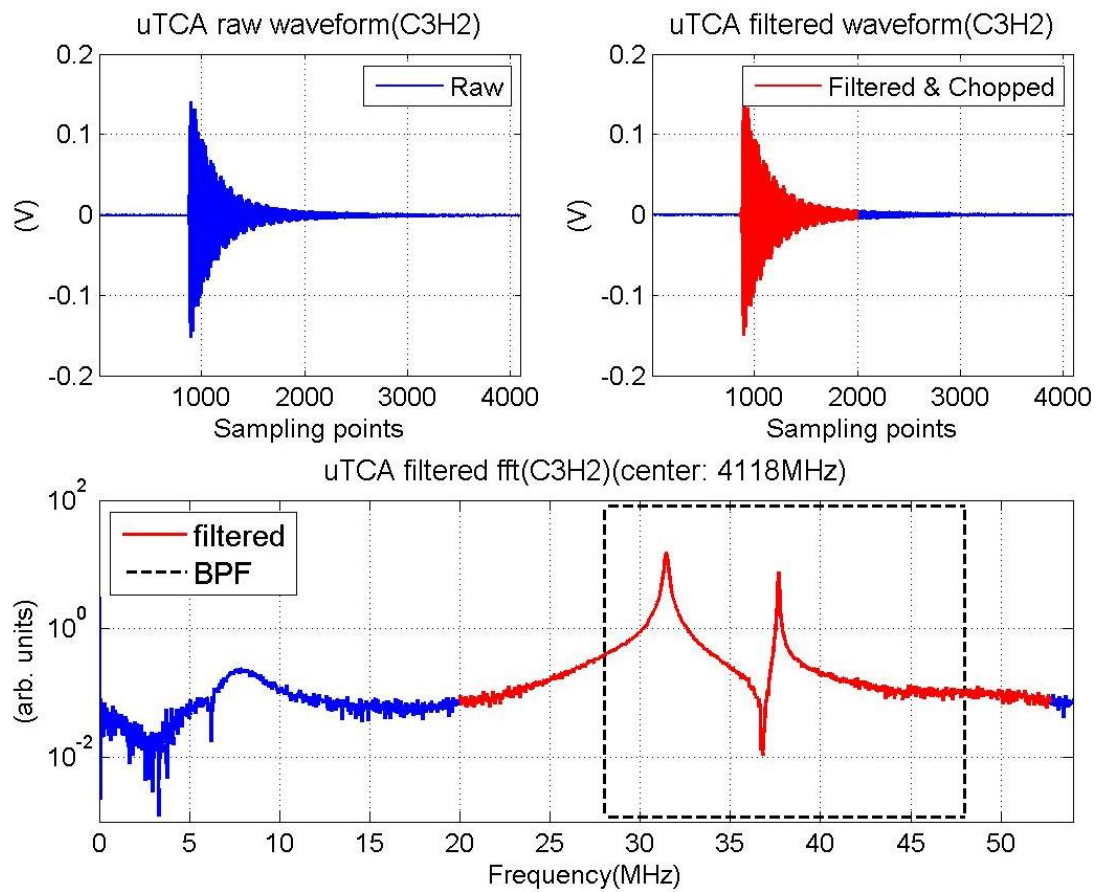 uTCA raw waveform(C3H2)
0.2
0.1
0
-0.1
-0.2
(V)
Raw
1000 2000 3000 4000
Sampling points
uTCA filtered waveform(C3H2)
0.2
0.1
0
-0.1
-0.2
(V)
Filtered & Chopped
1000 2000 3000 4000
Sampling points
uTCA filtered fft(C3H2)(center: 4118MHz)
10^2
10^0
10^-2
(arb. units)
filtered
BPF
0 5 10 15 20 25 30 35 40 45 50
Frequency(MHz)